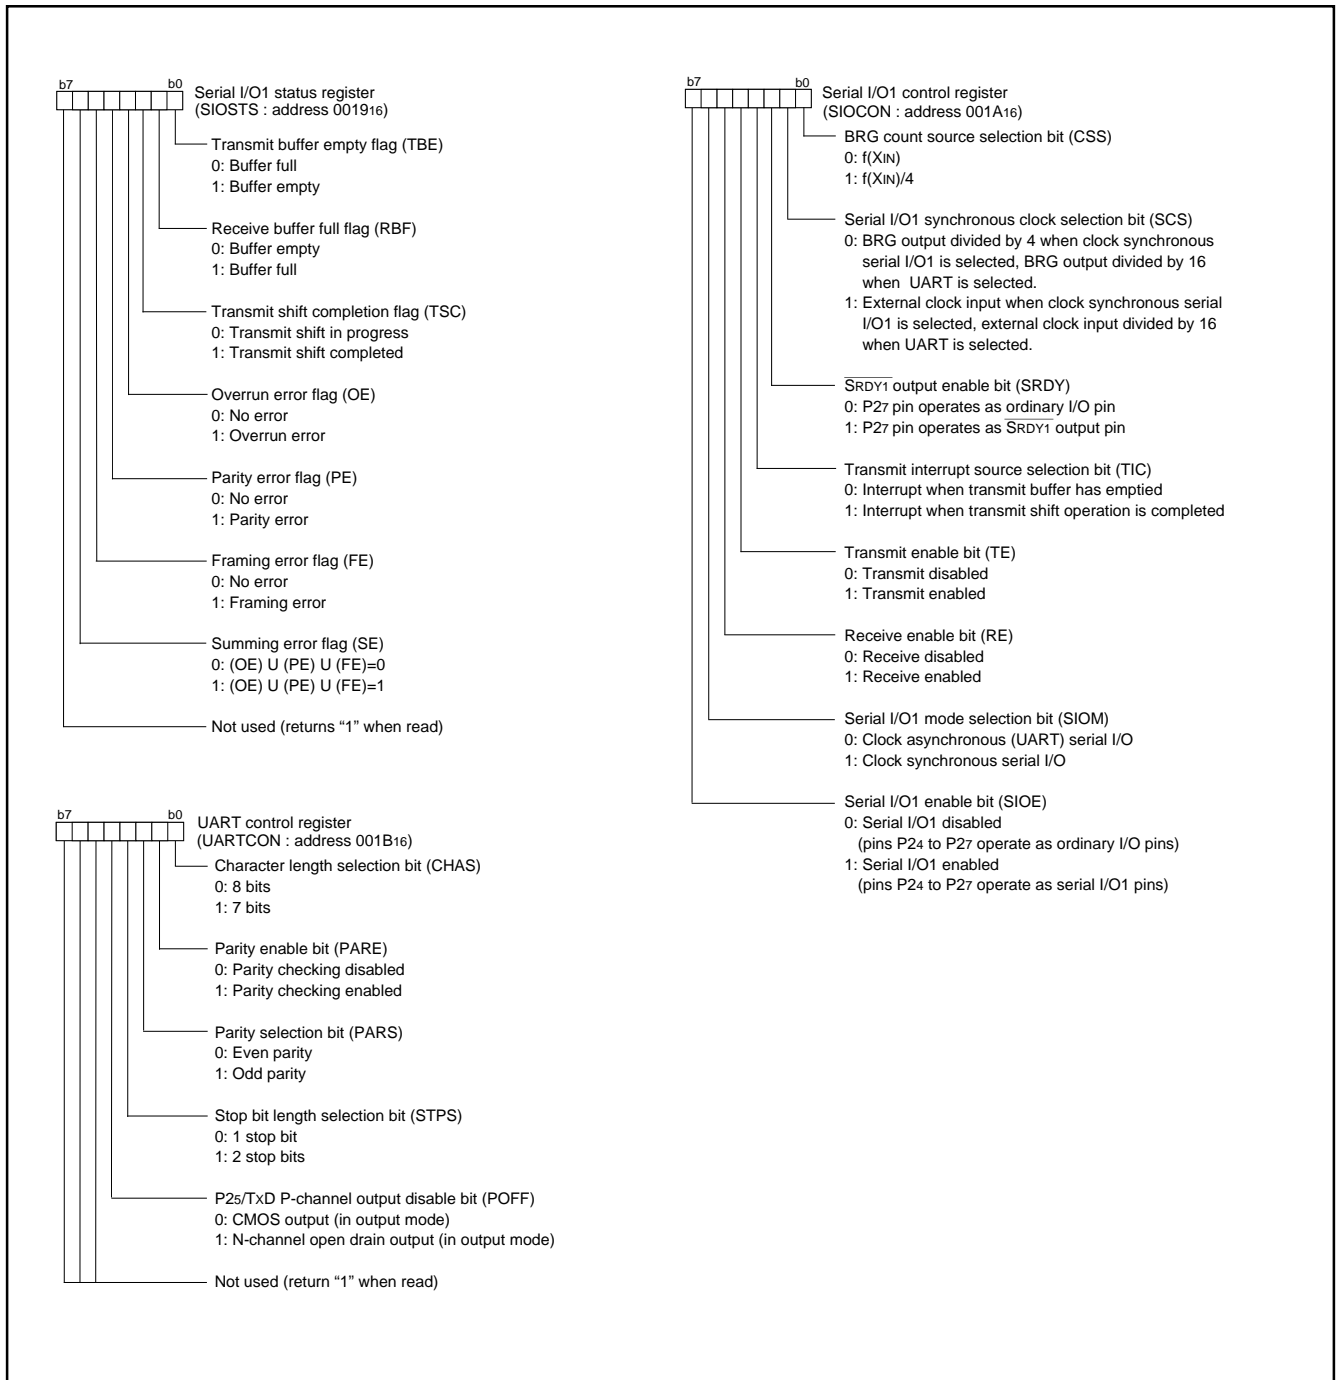 b7 b0
Serial I/O1 status register
(SIOSTS : address 001916)
Transmit buffer empty flag (TBE)
0: Buffer full
1: Buffer empty
Receive buffer full flag (RBF)
0: Buffer empty
1: Buffer full
Transmit shift completion flag (TSC)
0: Transmit shift in progress
1: Transmit shift completed
Overrun error flag (OE)
0: No error
1: Overrun error
Parity error flag (PE)
0: No error
1: Parity error
Framing error flag (FE)
0: No error
1: Framing error
Summing error flag (SE)
0: (OE) U (PE) U (FE)=0
1: (OE) U (PE) U (FE)=1
Not used (returns “1” when read)
b7 b0
UART control register
(UARTCON : address 001B16)
Character length selection bit (CHAS)
0: 8 bits
1: 7 bits
Parity enable bit (PARE)
0: Parity checking disabled
1: Parity checking enabled
Parity selection bit (PARS)
0: Even parity
1: Odd parity
Stop bit length selection bit (STPS)
0: 1 stop bit
1: 2 stop bits
P25/TXD P-channel output disable bit (POFF)
0: CMOS output (in output mode)
1: N-channel open drain output (in output mode)
Not used (return “1” when read)
b7 b0
Serial I/O1 control register
(SIOCON : address 001A16)
BRG count source selection bit (CSS)
0: f(XIN)
1: f(XIN)/4
Serial I/O1 synchronous clock selection bit (SCS)
0: BRG output divided by 4 when clock synchronous
serial I/O1 is selected, BRG output divided by 16
when UART is selected.
1: External clock input when clock synchronous serial
I/O1 is selected, external clock input divided by 16
when UART is selected.
SRDY1 output enable bit (SRDY)
0: P27 pin operates as ordinary I/O pin
1: P27 pin operates as SRDY1 output pin
Transmit interrupt source selection bit (TIC)
0: Interrupt when transmit buffer has emptied
1: Interrupt when transmit shift operation is completed
Transmit enable bit (TE)
0: Transmit disabled
1: Transmit enabled
Receive enable bit (RE)
0: Receive disabled
1: Receive enabled
Serial I/O1 mode selection bit (SIOM)
0: Clock asynchronous (UART) serial I/O
1: Clock synchronous serial I/O
Serial I/O1 enable bit (SIOE)
0: Serial I/O1 disabled
(pins P24 to P27 operate as ordinary I/O pins)
1: Serial I/O1 enabled
(pins P24 to P27 operate as serial I/O1 pins)